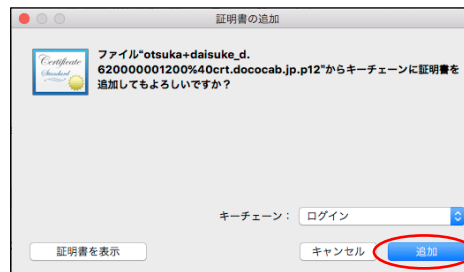 証明書の追加
Certificate
Standard
ファイル“otsuka+daisuke_d.
620000001200%40crt.dococab.jp.p12”からキーチェーンに証明書を
追加してもよろしいですか？
キーチェーン： ログイン
証明書を表示 キャンセル 追加